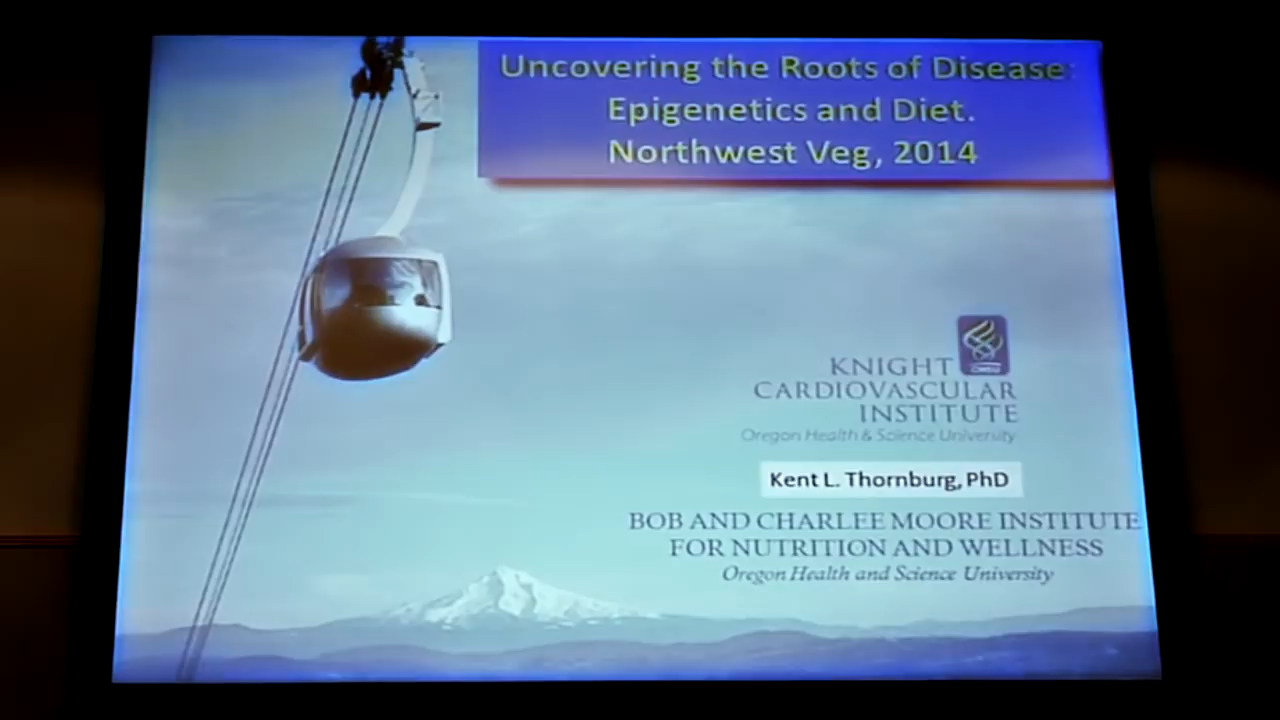 Uncovering the Roots of Disease:
Epigenetics and Diet.
Northwest Veg, 2014
OHSU
KNIGHT
CARDIOVASCULAR
INSTITUTE
Oregon Health & Science University
Kent L. Thornburg, PhD
BOB AND CHARLEE MOORE INSTITUTE
FOR NUTRITION AND WELLNESS
Oregon Health and Science University